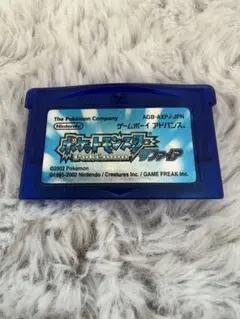 The Pokémon Company
AGB-AXPJ-JPN
Nintendo
ゲームボーイ アドバンス
ポケットモンスター
サファイア
©2002 Pokémon
©1995-2002 Nintendo / Creatures Inc. / GAME FREAK inc.